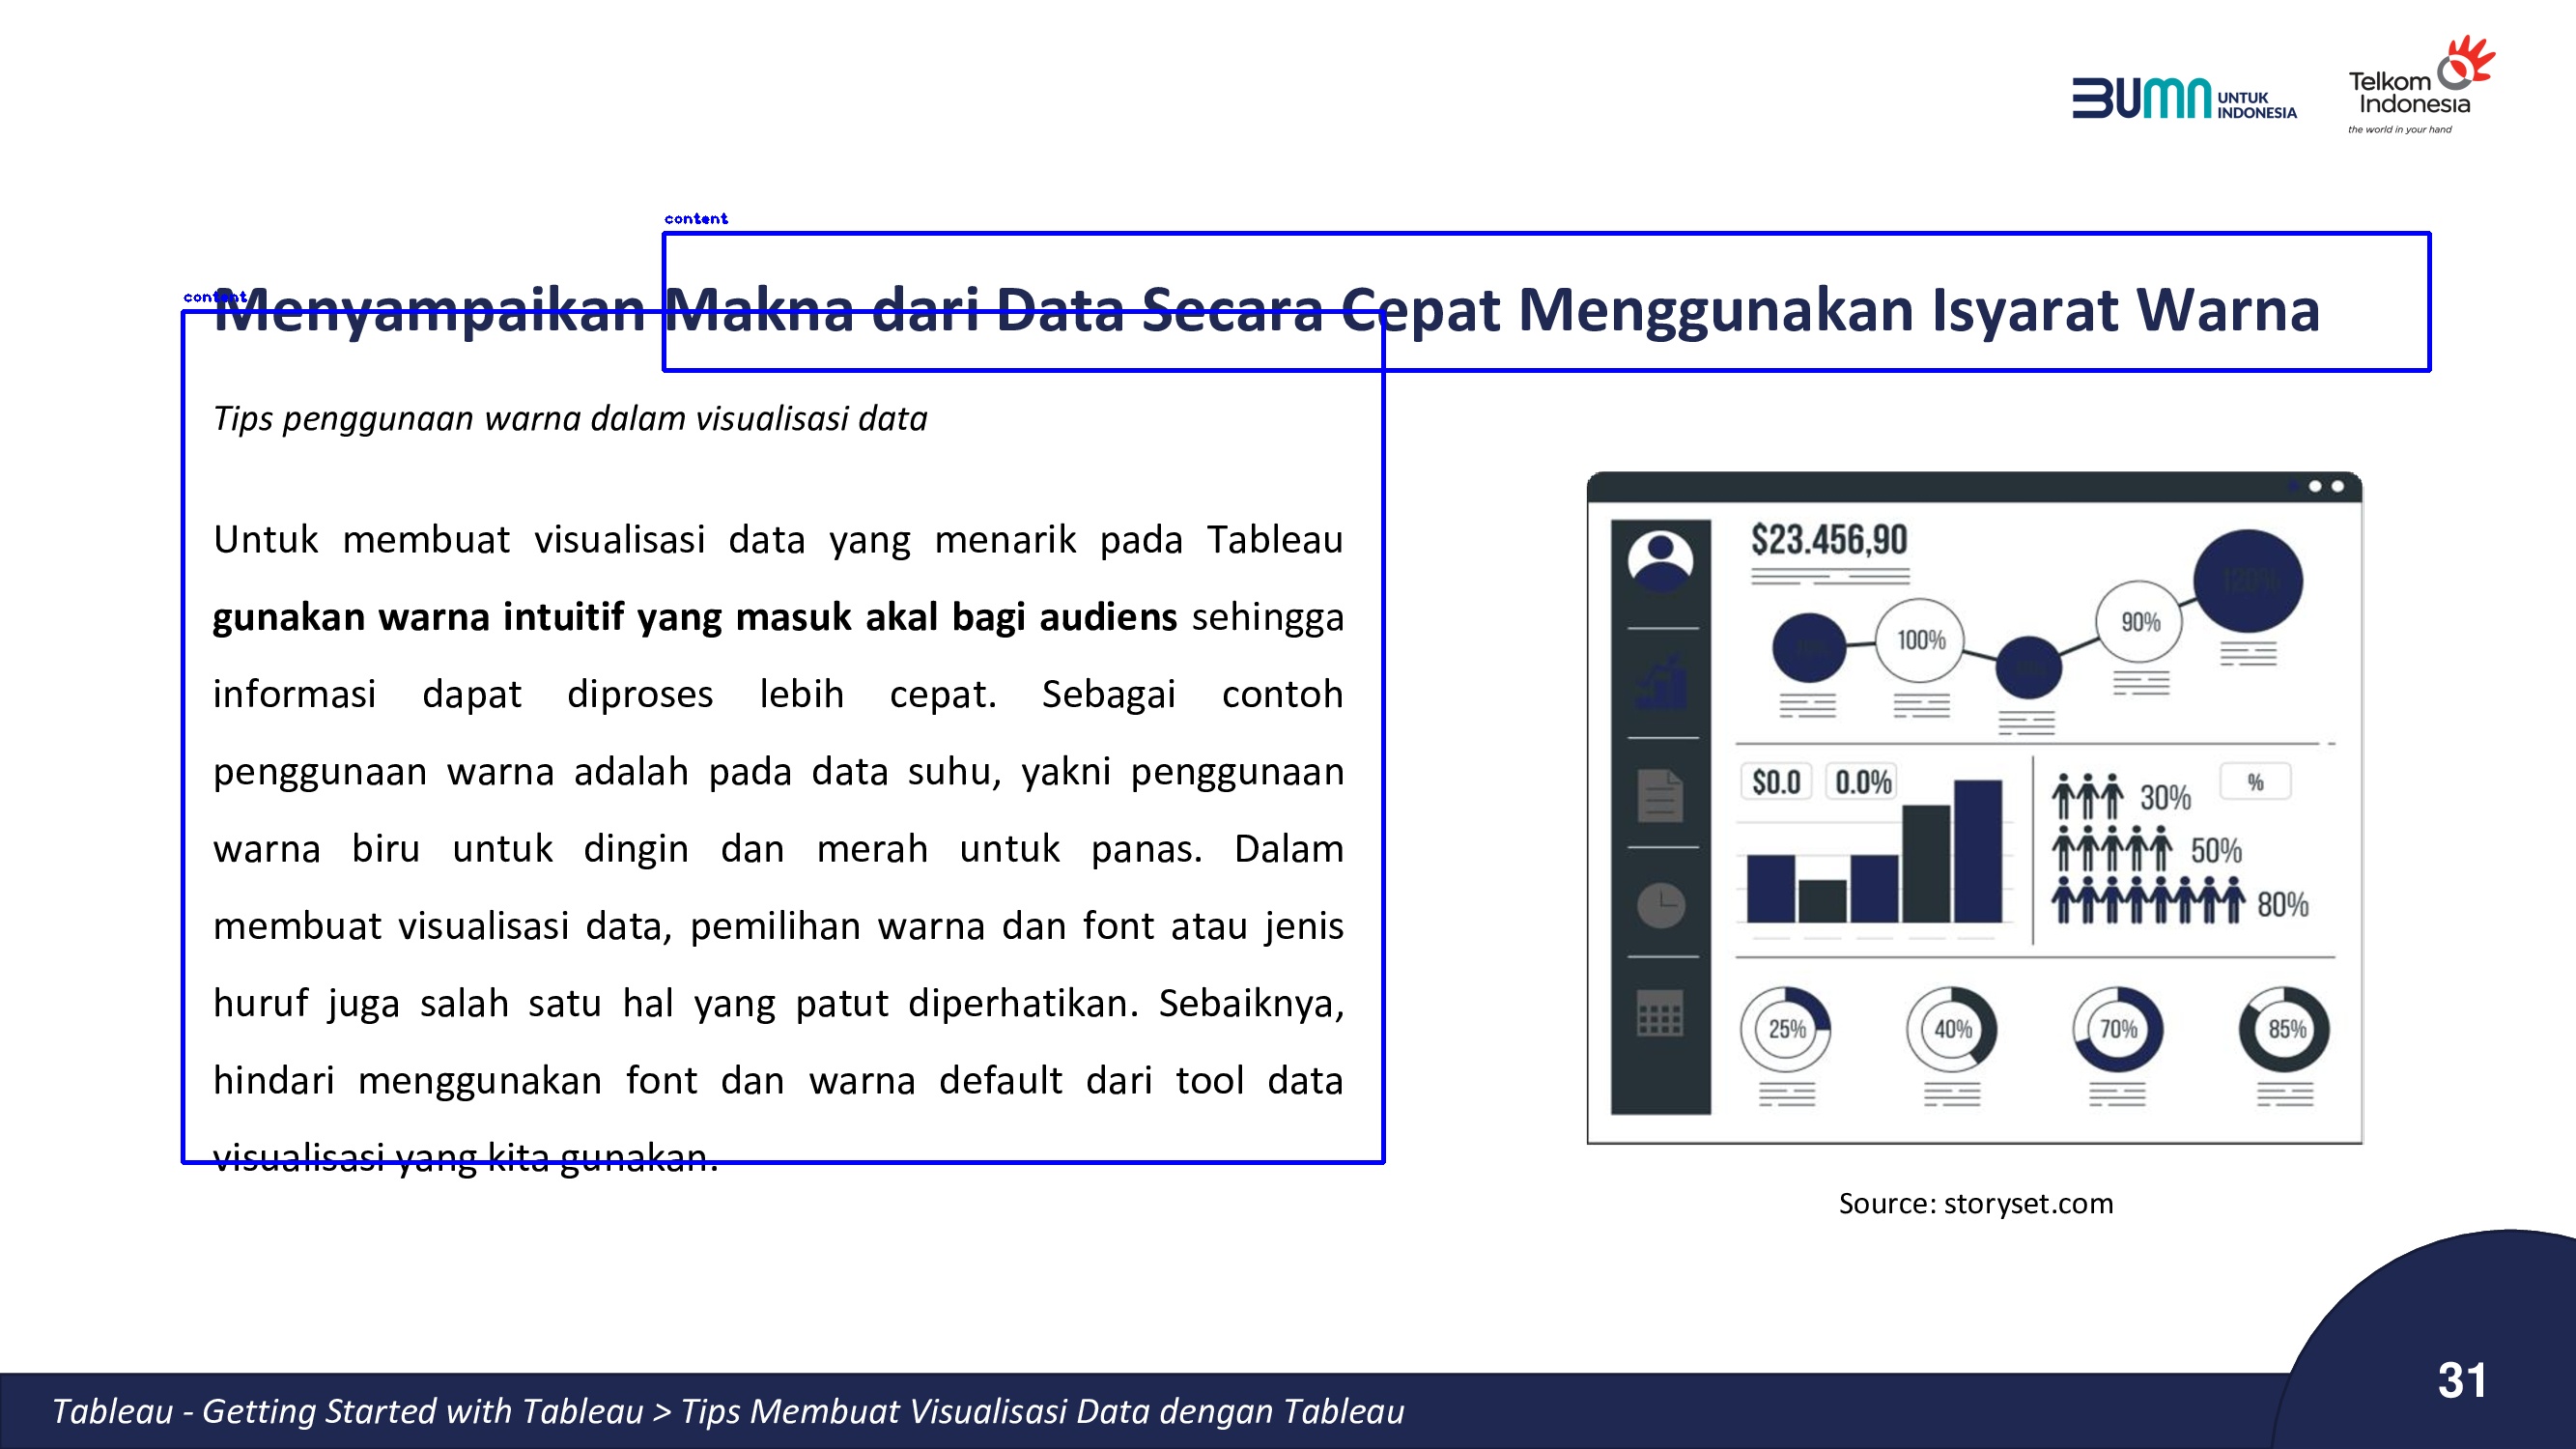 BUMN UNTUK INDONESIA
Telkom Indonesia
the world in your hand
content
Menyampaikan Makna dari Data Secara Cepat Menggunakan Isyarat Warna
content
Tips penggunaan warna dalam visualisasi data
Untuk membuat visualisasi data yang menarik pada Tableau
gunakan warna intuitif yang masuk akal bagi audiens sehingga
informasi dapat diproses lebih cepat. Sebagai contoh
penggunaan warna adalah pada data suhu, yakni penggunaan
warna biru untuk dingin dan merah untuk panas. Dalam
membuat visualisasi data, pemilihan warna dan font atau jenis
huruf juga salah satu hal yang patut diperhatikan. Sebaiknya,
hindari menggunakan font dan warna default dari tool data
visualisasi yang kita gunakan.
$23.456,90
100%
90%
120%
$0.0 0.0%
30%
%
50%
80%
25% 40% 70% 85%
Source: storyset.com
Tableau - Getting Started with Tableau > Tips Membuat Visualisasi Data dengan Tableau
31